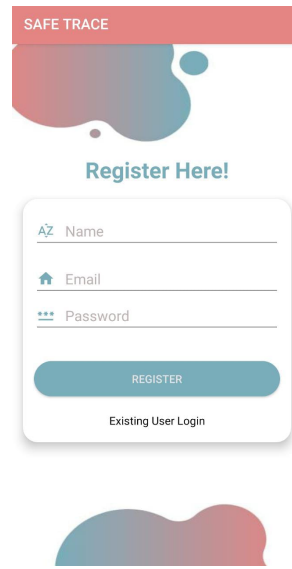 SAFE TRACE
Register Here!
Name
Email
Password
REGISTER
Existing User Login